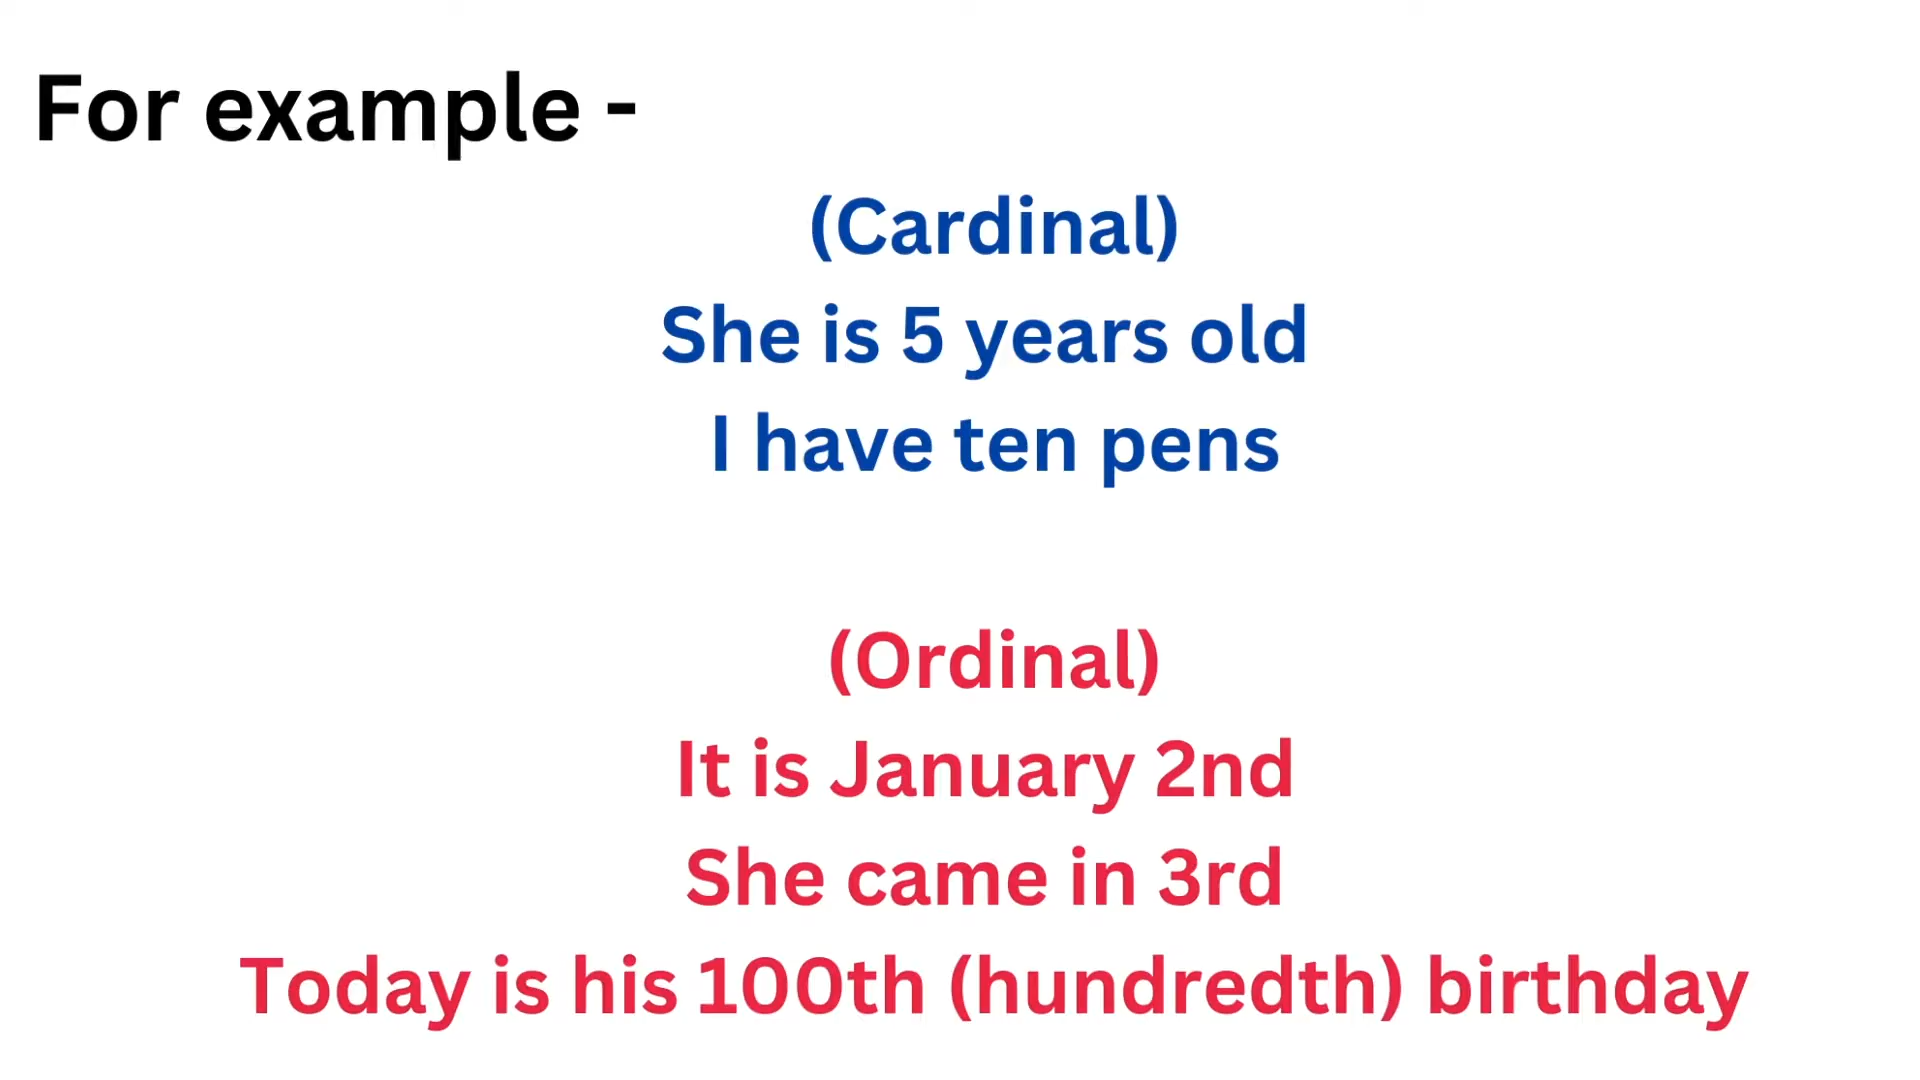 For example -
(Cardinal)
She is 5 years old
I have ten pens
(Ordinal)
It is January 2nd
She came in 3rd
Today is his 100th (hundredth) birthday